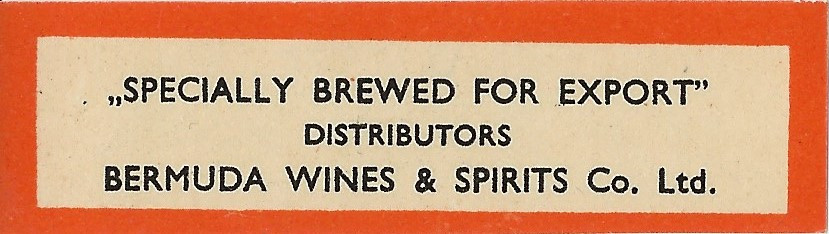 „SPECIALLY BREWED FOR EXPORT”
DISTRIBUTORS
BERMUDA WINES & SPIRITS Co. Ltd.